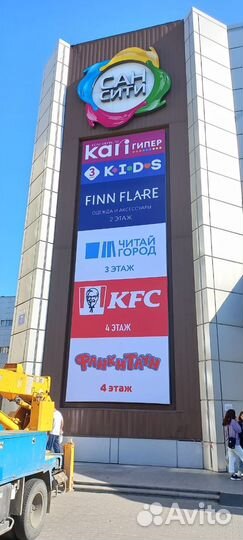 САН
СИТИ
kari ГИПЕР
3 KIDS
FINN FLARE
ОДЕЖДА И АКСЕССУАРЫ
2 ЭТАЖ
ЧИТАЙ
ГОРОД
3 ЭТАЖ
KFC
4 ЭТАЖ
ФАНКИТАУН
4 этаж
Avito